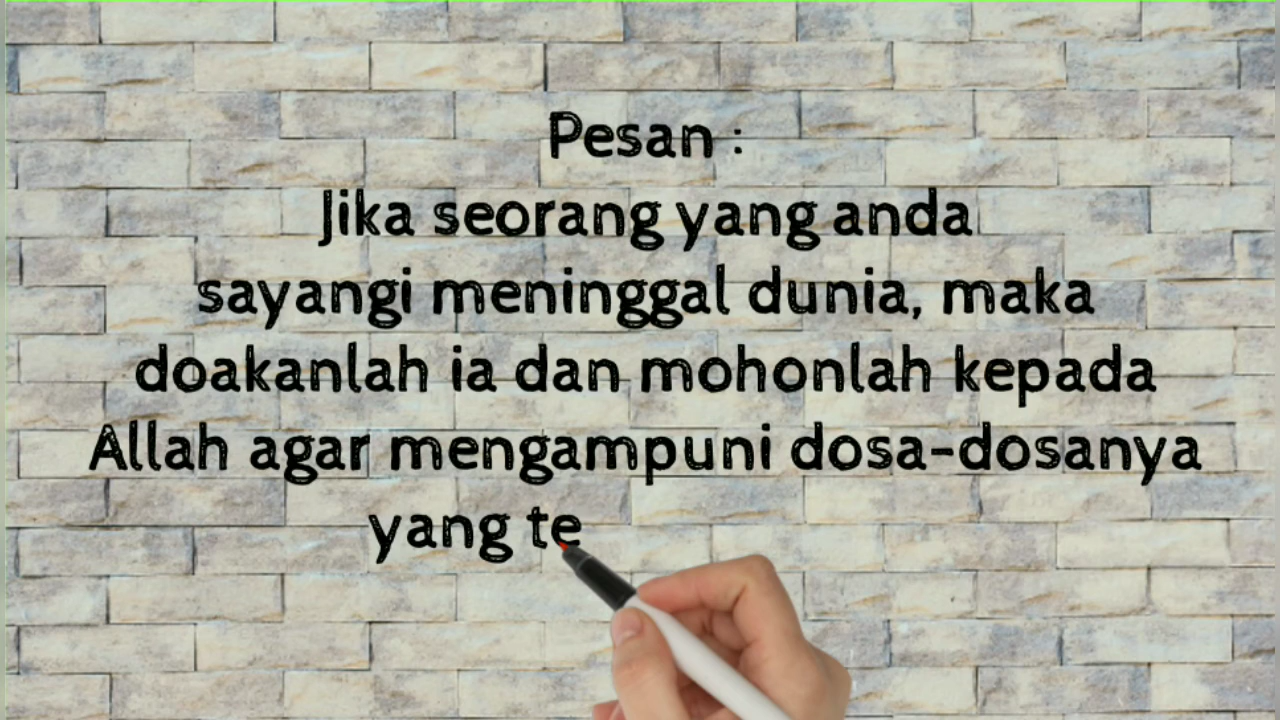 Pesan :
Jika seorang yang anda
sayangi meninggal dunia, maka
doakanlah ia dan mohonlah kepada
Allah agar mengampuni dosa-dosanya
yang te